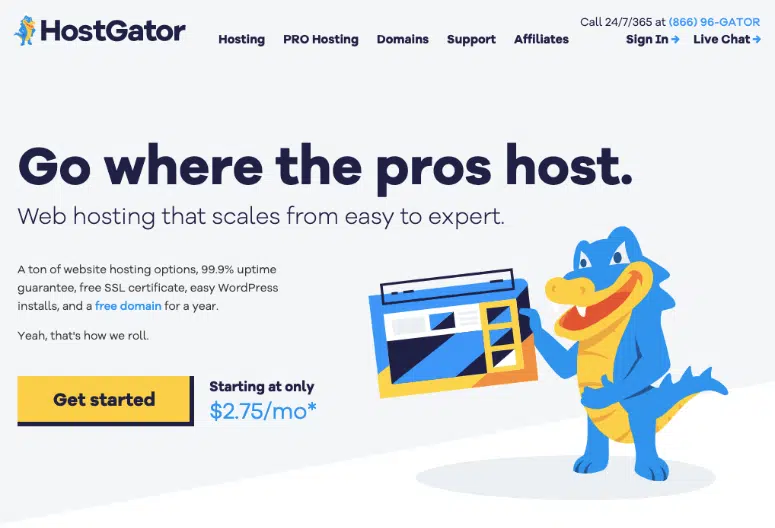 HostGator
Call 24/7/365 at (866) 96-GATOR
Hosting PRO Hosting Domains Support Affiliates Sign In → Live Chat →
Go where the pros host.
Web hosting that scales from easy to expert.
A ton of website hosting options, 99.9% uptime
guarantee, free SSL certificate, easy WordPress
installs, and a free domain for a year.
Yeah, that's how we roll.
Get started
Starting at only
$2.75/mo*